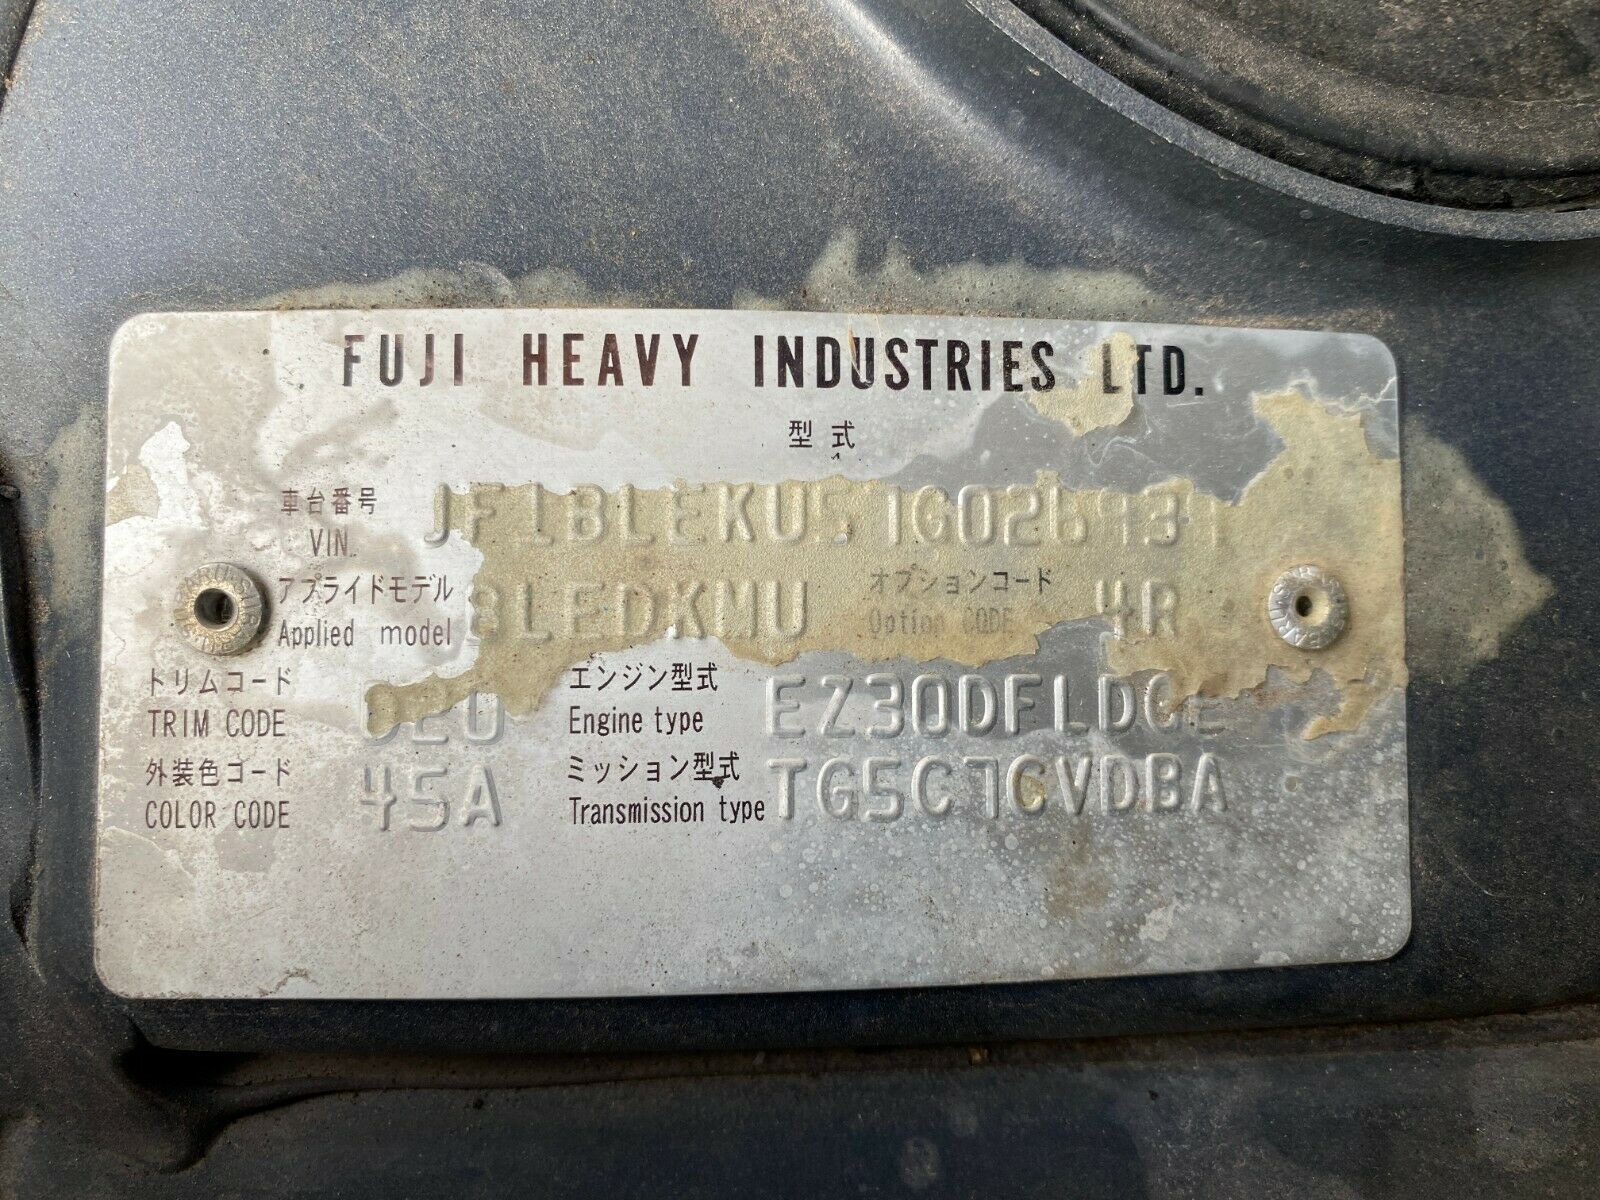 FUJI HEAVY INDUSTRIES LTD.
型式
車台番号
VIN.
アプライドモデル BLEDKMU オプションコード 4R
Applied model Option CODE
トリムコード エンジン型式
TRIM CODE Engine type
外装色コード 45A ミッション型式 TG5C7CVDBA
COLOR CODE Transmission type